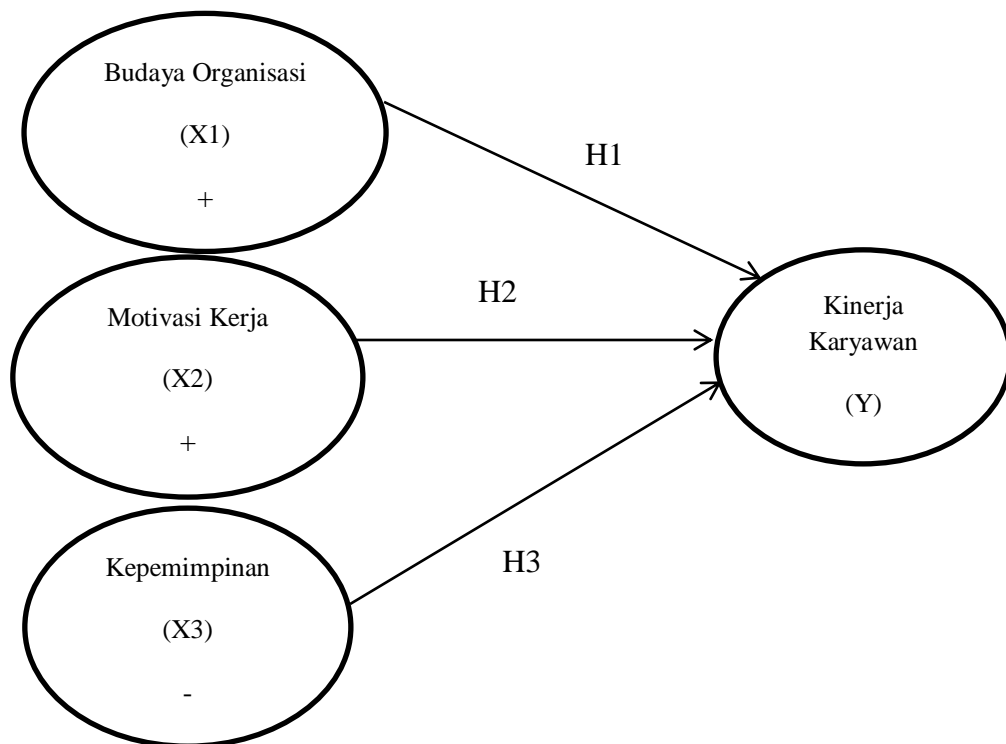 Budaya Organisasi
(X1)
+
H1
Motivasi Kerja
(X2)
+
H2
Kinerja
Karyawan
(Y)
Kepemimpinan
(X3)
-
H3